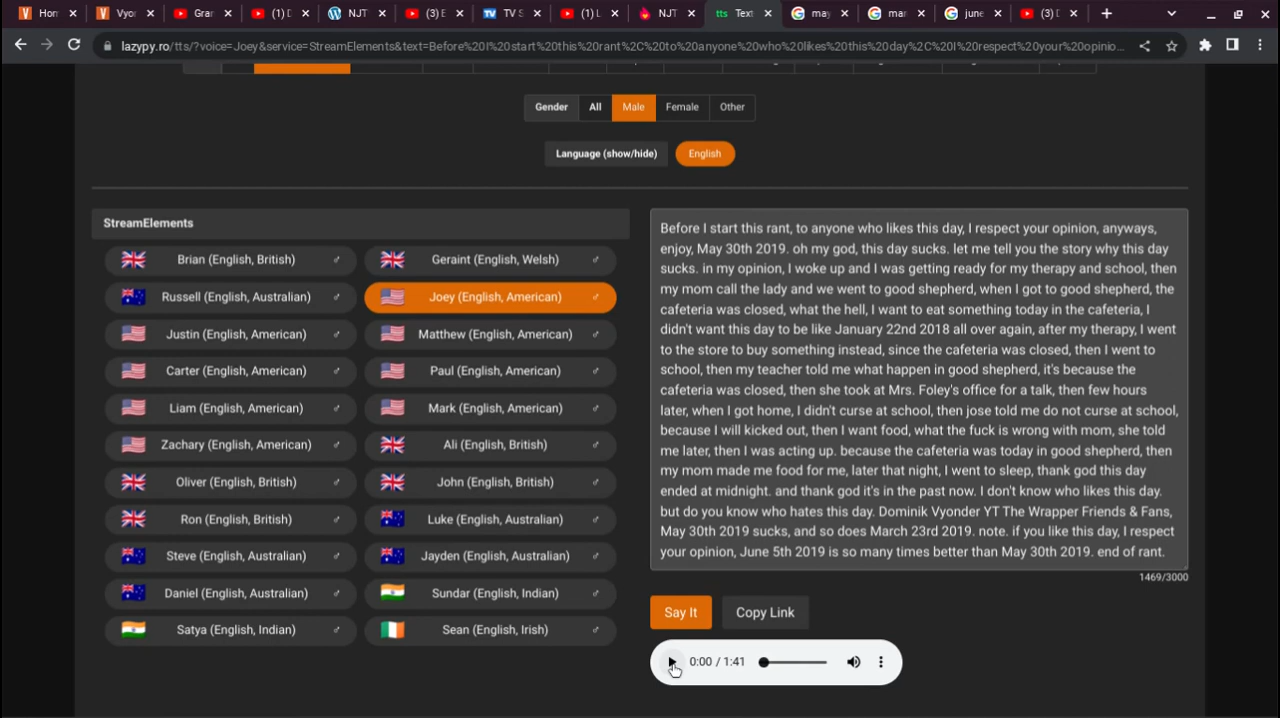 Hom
Vyo
Grar
(1) D
NJT
(3) E
TV S
(1) L
NJT
tts Text
may
mar
june
(3) D
lazypy.ro/tts/?voice=Joey&service=StreamElements&text=Before%20I%20start%20this%20rant%2C%20to%20anyone%20who%20likes%20this%20day%2C%20I%20respect%20your%20opinio...
Gender All Male Female Other
Language (show/hide) English
StreamElements
Brian (English, British) ♂
Geraint (English, Welsh) ♂
Russell (English, Australian) ♂
Joey (English, American) ♂
Justin (English, American) ♂
Matthew (English, American) ♂
Carter (English, American) ♂
Paul (English, American) ♂
Liam (English, American) ♂
Mark (English, American) ♂
Zachary (English, American) ♂
Ali (English, British) ♂
Oliver (English, British) ♂
John (English, British) ♂
Ron (English, British) ♂
Luke (English, Australian) ♂
Steve (English, Australian) ♂
Jayden (English, Australian) ♂
Daniel (English, Australian) ♂
Sundar (English, Indian) ♂
Satya (English, Indian) ♂
Sean (English, Irish) ♂
Before I start this rant, to anyone who likes this day, I respect your opinion, anyways,
enjoy, May 30th 2019. oh my god, this day sucks. let me tell you the story why this day
sucks. in my opinion, I woke up and I was getting ready for my therapy and school, then
my mom call the lady and we went to good shepherd, when I got to good shepherd, the
cafeteria was closed, what the hell, I want to eat something today in the cafeteria, I
didn't want this day to be like January 22nd 2018 all over again, after my therapy, I went
to the store to buy something instead, since the cafeteria was closed, then I went to
school, then my teacher told me what happen in good shepherd, it's because the
cafeteria was closed, then she took at Mrs. Foley's office for a talk, then few hours
later, when I got home, I didn't curse at school, then jose told me do not curse at school,
because I will kicked out, then I want food, what the fuck is wrong with mom, she told
me later, then I was acting up. because the cafeteria was today in good shepherd, then
my mom made me food for me, later that night, I went to sleep, thank god this day
ended at midnight. and thank god it's in the past now. I don't know who likes this day.
but do you know who hates this day. Dominik Vyonder YT The Wrapper Friends & Fans,
May 30th 2019 sucks, and so does March 23rd 2019. note. if you like this day, I respect
your opinion, June 5th 2019 is so many times better than May 30th 2019. end of rant.
1469/3000
Say It
Copy Link
0:00 / 1:41